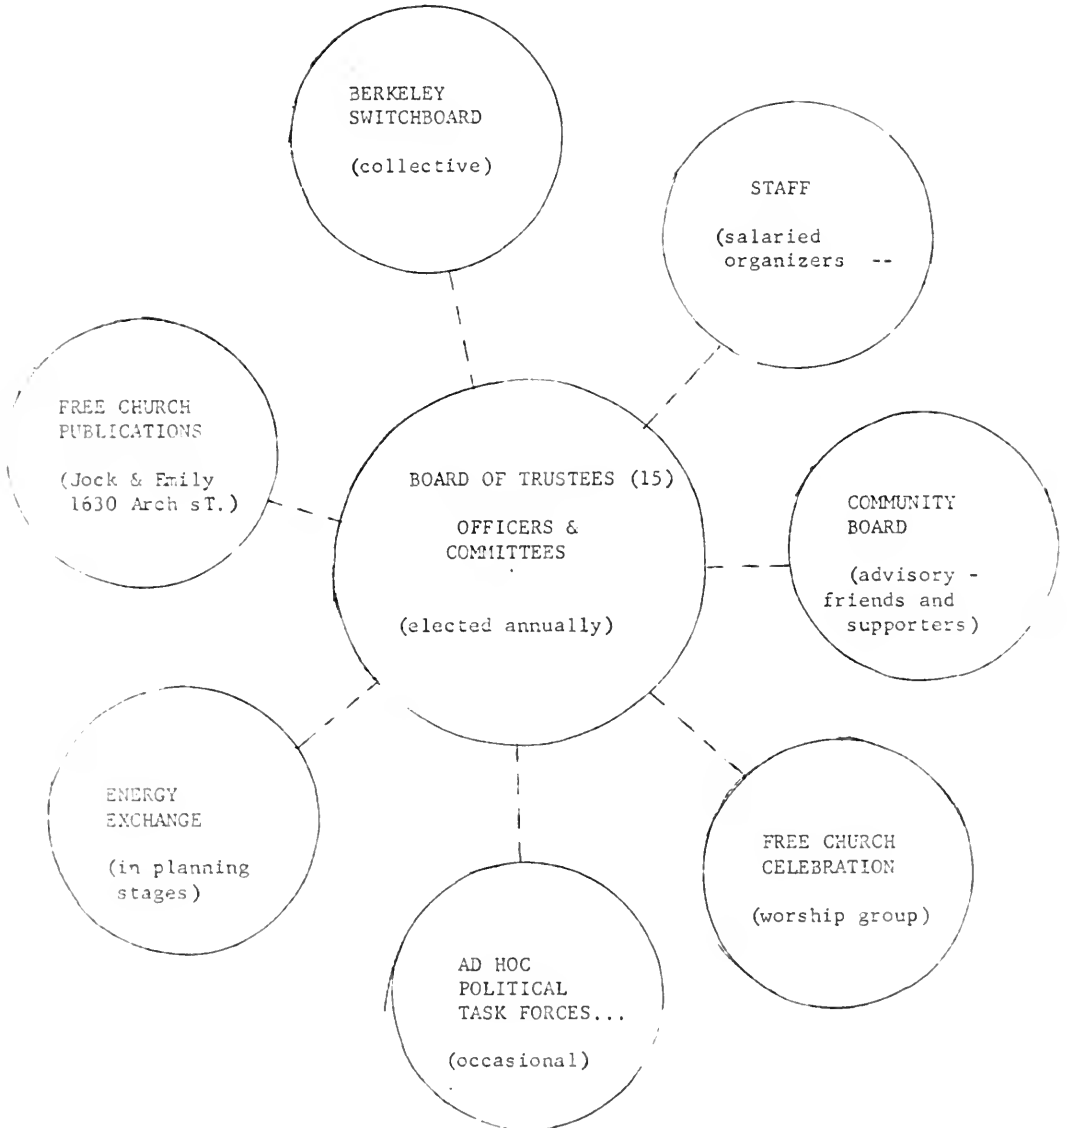 BERKELEY
SWITCHBOARD
(collective)
STAFF
(salaried
organizers --
FREE CHURCH
PUBLICATIONS
(Jock & Emily
1630 Arch sT.)
BOARD OF TRUSTEES (15)
OFFICERS &
COMMITTEES
(elected annually)
COMMUNITY
BOARD
(advisory -
friends and
supporters)
ENERGY
EXCHANGE
(in planning
stages)
FREE CHURCH
CELEBRATION
(worship group)
AD HOC
POLITICAL
TASK FORCES...
(occasional)